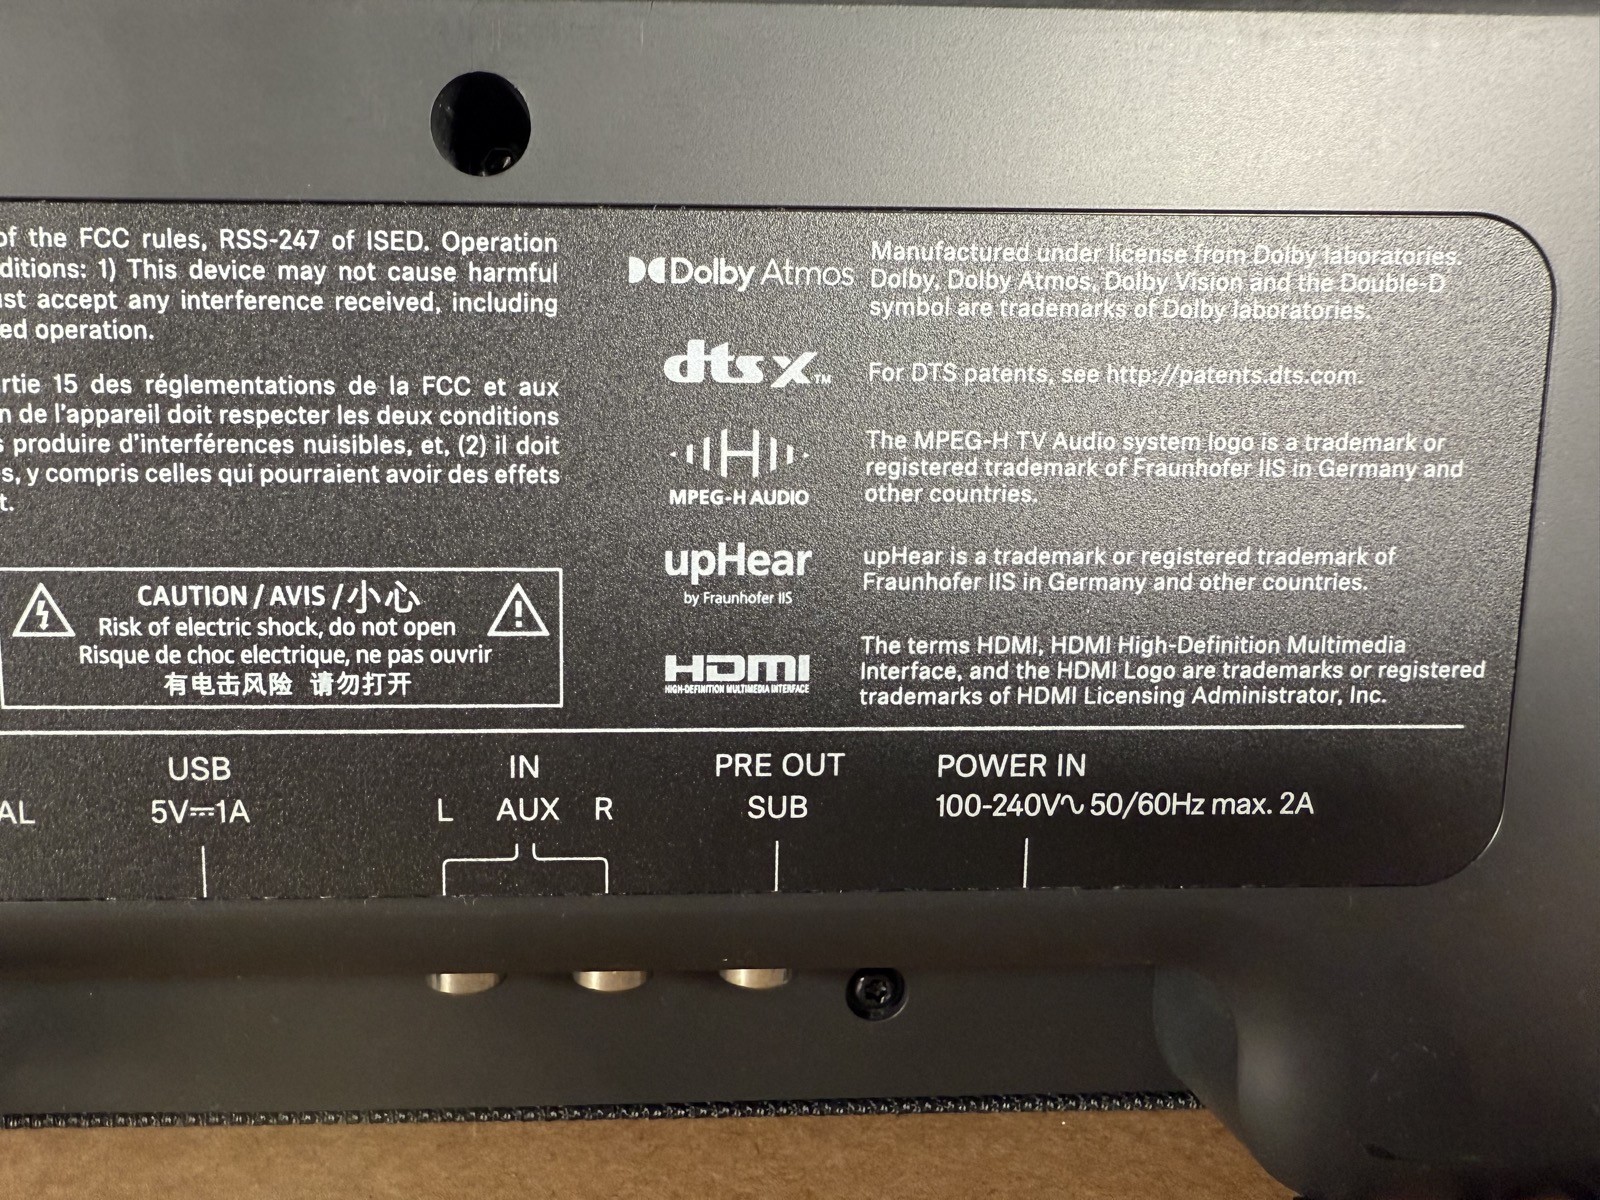 of the FCC rules, RSS-247 of ISED. Operation
ditions: 1) This device may not cause harmful
ust accept any interference received, including
ed operation.
rtie 15 des réglementations de la FCC et aux
n de l'appareil doit respecter les deux conditions
s produire d'interférences nuisibles, et, (2) il doit
s, y compris celles qui pourraient avoir des effets
t.
CAUTION / AVIS / 小心
Risk of electric shock, do not open
Risque de choc electrique, ne pas ouvrir
有电击风险 请勿打开
Dolby Atmos
Manufactured under license from Dolby laboratories.
Dolby, Dolby Atmos, Dolby Vision and the Double-D
symbol are trademarks of Dolby laboratories.
dts X™
For DTS patents, see http://patents.dts.com.
H
MPEG-H AUDIO
The MPEG-H TV Audio system logo is a trademark or
registered trademark of Fraunhofer IIS in Germany and
other countries.
upHear
by Fraunhofer IIS
upHear is a trademark or registered trademark of
Fraunhofer IIS in Germany and other countries.
HDMI
HIGH-DEFINITION MULTIMEDIA INTERFACE
The terms HDMI, HDMI High-Definition Multimedia
Interface, and the HDMI Logo are trademarks or registered
trademarks of HDMI Licensing Administrator, Inc.
AL
USB
5V⎓1A
IN
L AUX R
PRE OUT
SUB
POWER IN
100-240V∿ 50/60Hz max. 2A